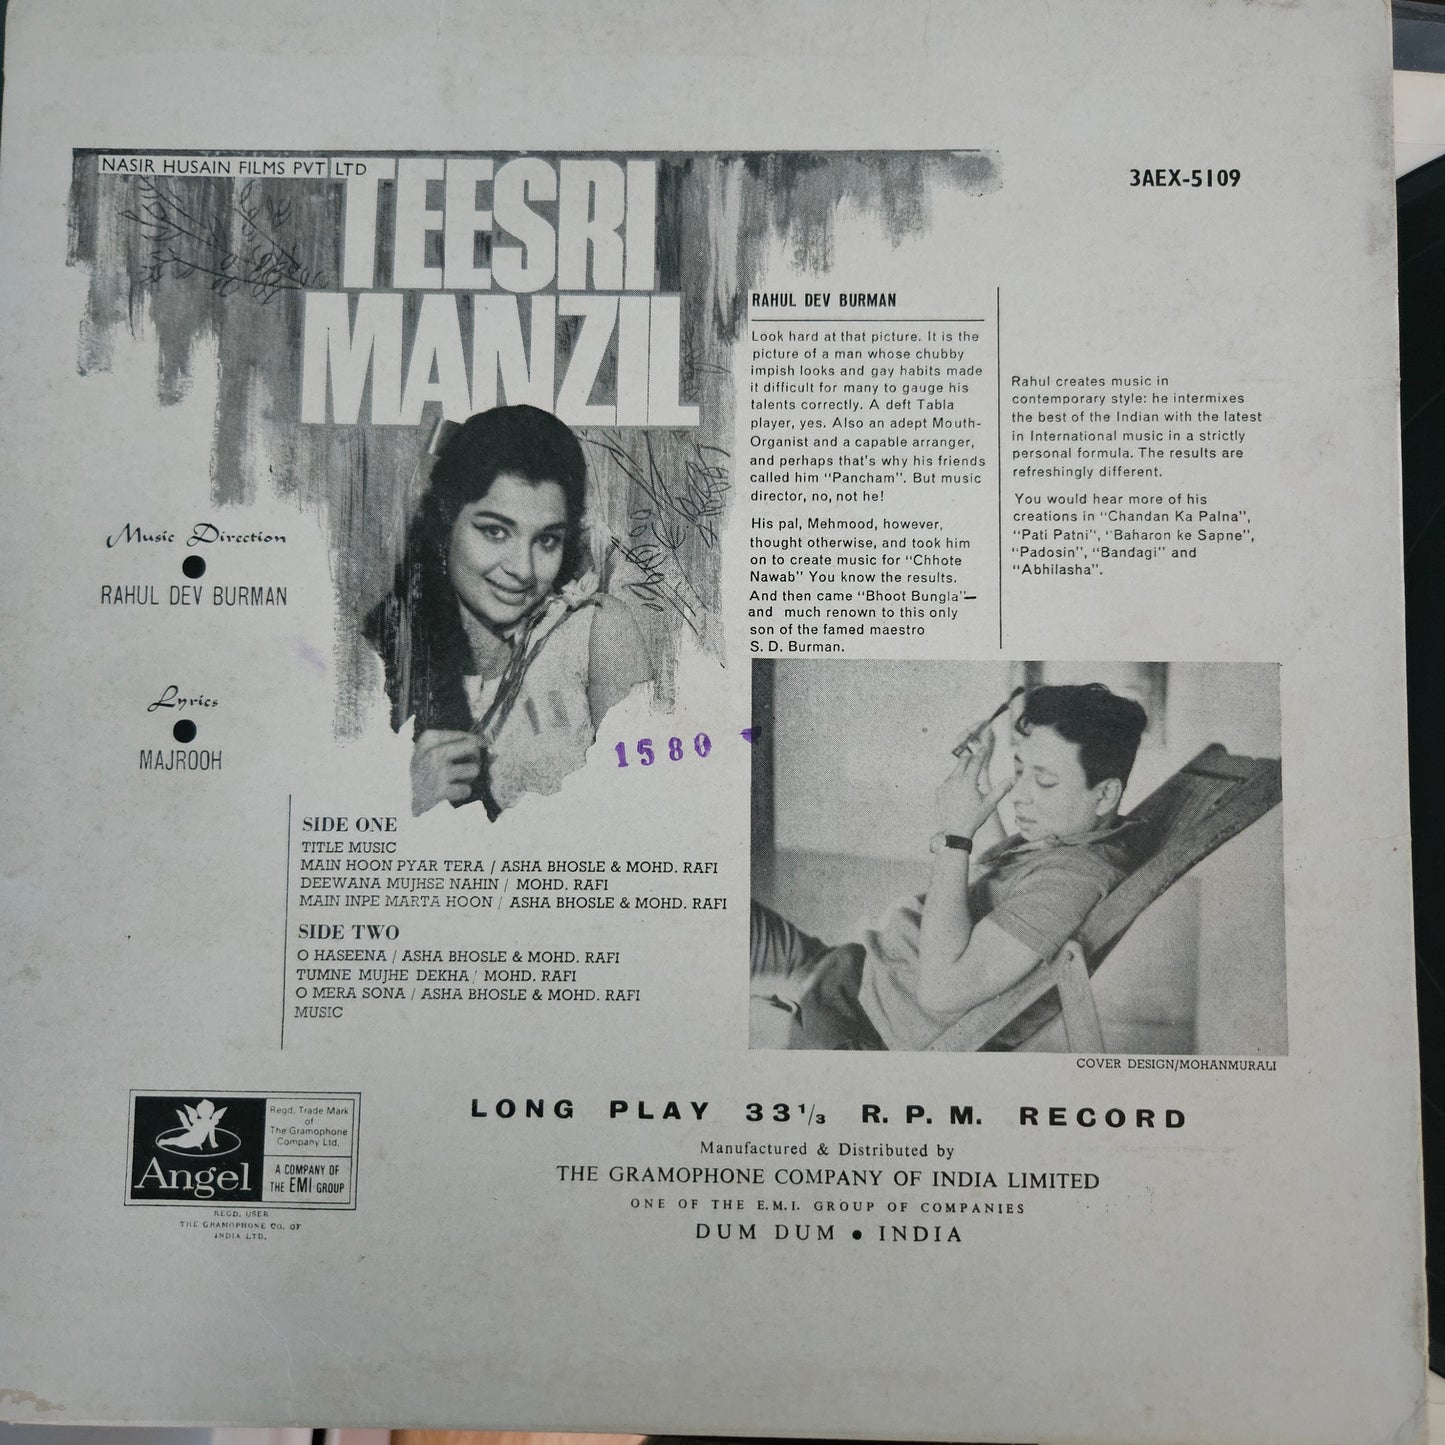 NASIR HUSAIN FILMS PVT LTD
TEESRI
MANZIL
3AEX-5109
Music Direction
RAHUL DEV BURMAN
Lyrics
MAJROOH
1580
RAHUL DEV BURMAN
Look hard at that picture. It is the
picture of a man whose chubby
impish looks and gay habits made
it difficult for many to gauge his
talents correctly. A deft Tabla
player, yes. Also an adept Mouth-
Organist and a capable arranger,
and perhaps that's why his friends
called him "Pancham". But music
director, no, not he!
His pal, Mehmood, however,
thought otherwise, and took him
on to create music for "Chhote
Nawab" You know the results.
And then came "Bhoot Bungla"—
and much renown to this only
son of the famed maestro
S. D. Burman.
Rahul creates music in
contemporary style: he intermixes
the best of the Indian with the latest
in International music in a strictly
personal formula. The results are
refreshingly different.
You would hear more of his
creations in "Chandan Ka Palna",
"Pati Patni", "Baharon ke Sapne",
"Padosin", "Bandagi" and
"Abhilasha".
SIDE ONE
TITLE MUSIC
MAIN HOON PYAR TERA / ASHA BHOSLE & MOHD. RAFI
DEEWANA MUJHSE NAHIN / MOHD. RAFI
MAIN INPE MARTA HOON / ASHA BHOSLE & MOHD. RAFI
SIDE TWO
O HASEENA / ASHA BHOSLE & MOHD. RAFI
TUMNE MUJHE DEKHA / MOHD. RAFI
O MERA SONA / ASHA BHOSLE & MOHD. RAFI
MUSIC
COVER DESIGN/MOHANMURALI
Angel
Regd. Trade Mark
of
The Gramophone
Company Ltd.
A COMPANY OF
THE EMI GROUP
REGD. USER
THE GRAMOPHONE CO. OF
INDIA LTD.
LONG PLAY 33 1/3 R. P. M. RECORD
Manufactured & Distributed by
THE GRAMOPHONE COMPANY OF INDIA LIMITED
ONE OF THE E.M.I. GROUP OF COMPANIES
DUM DUM ● INDIA